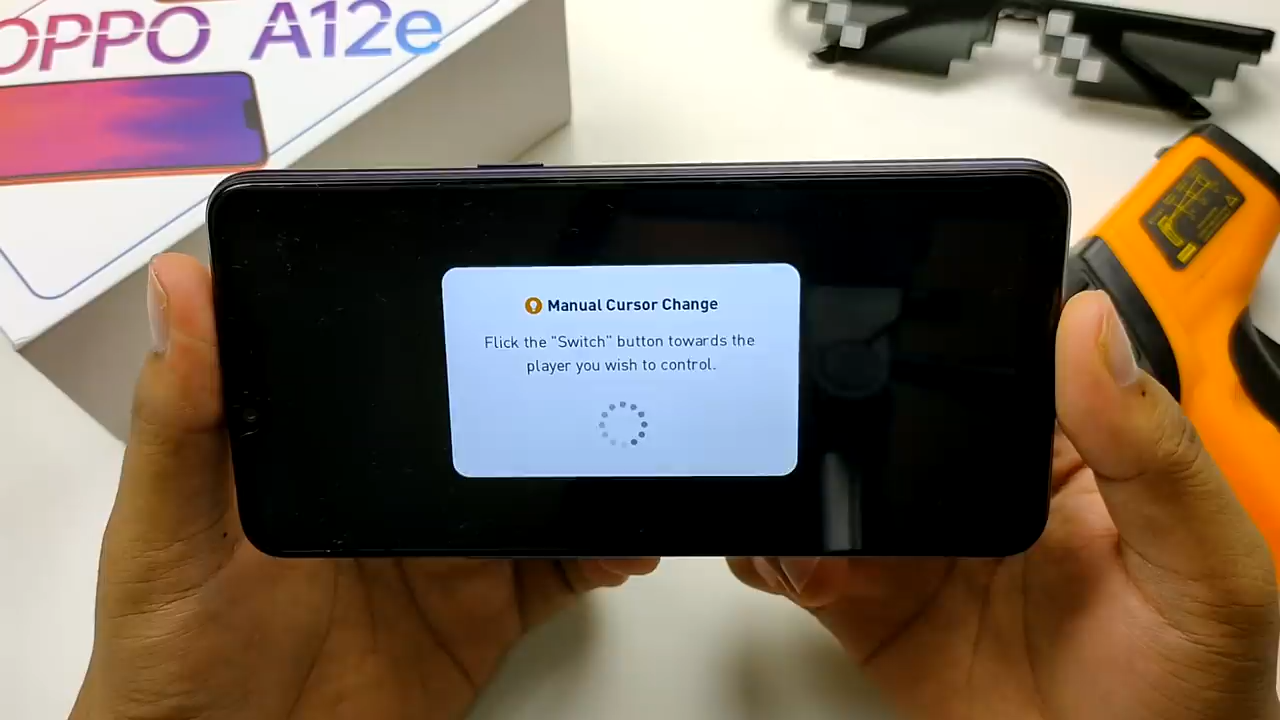 OPPO A12e
Manual Cursor Change
Flick the "Switch" button towards the
player you wish to control.